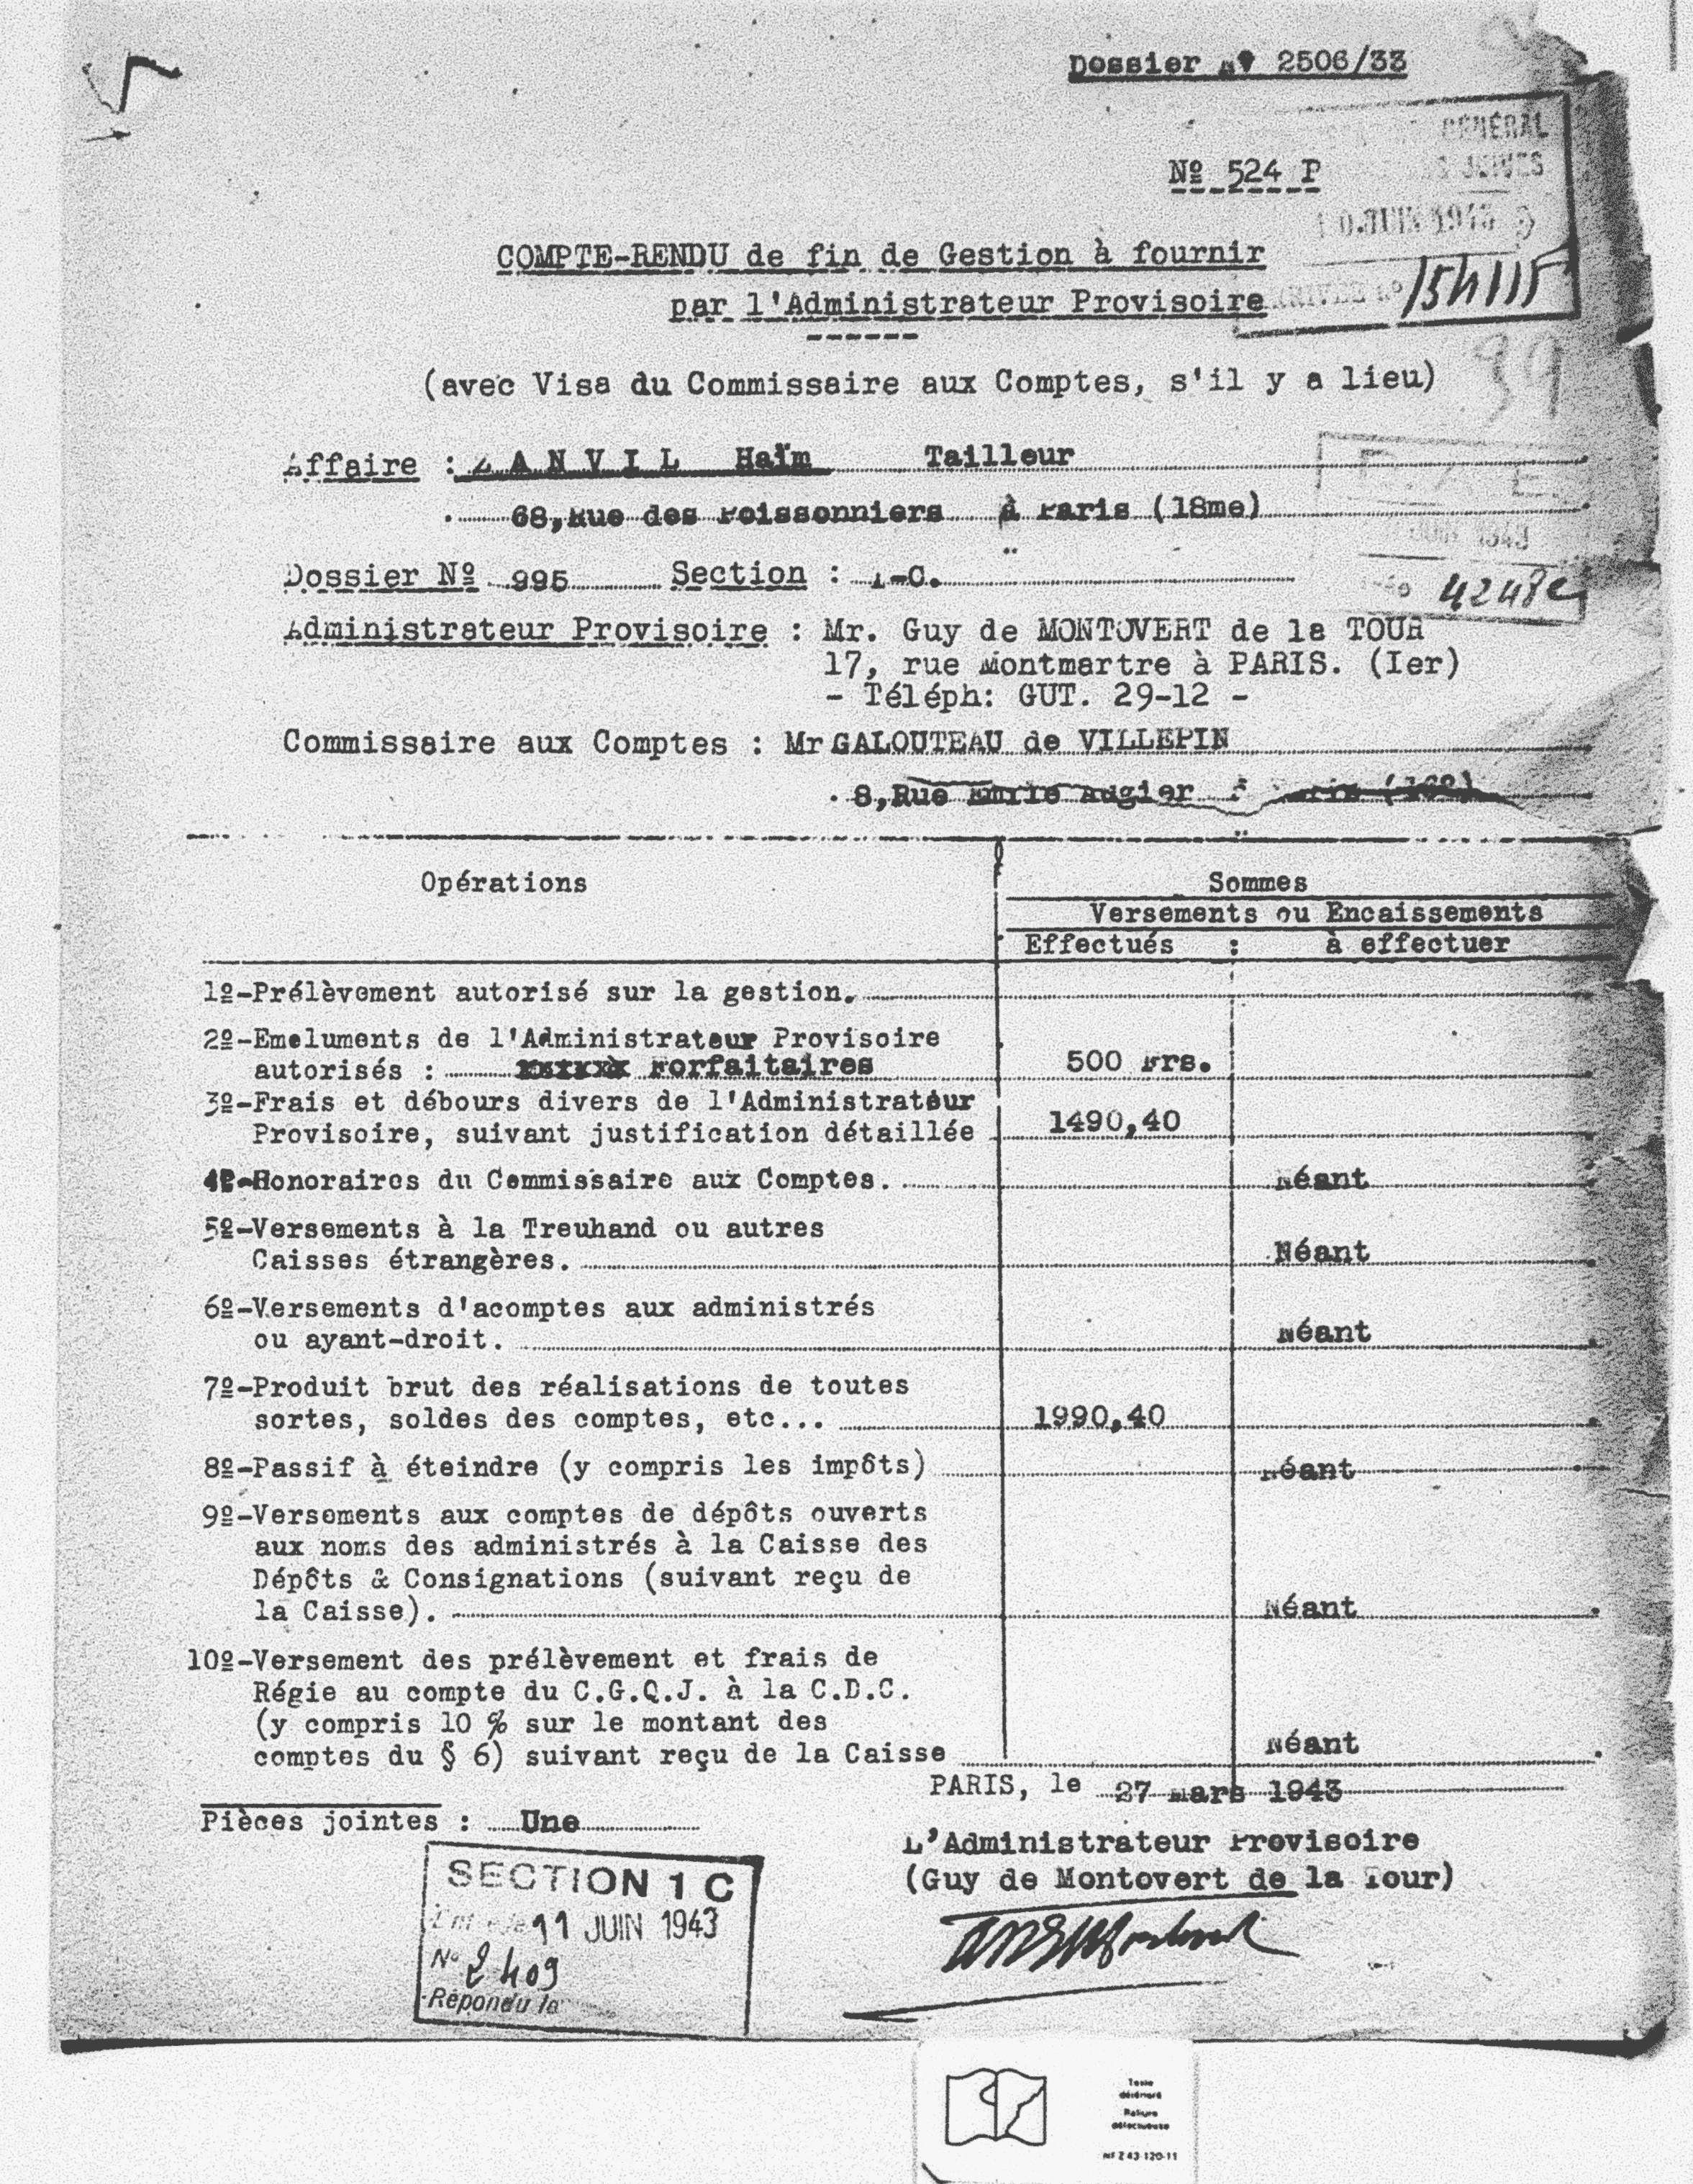 Dossier Nº 2506/33
GÉNÉRAL
Nº 524 P
JUIVES
10 JUIN 1943
COMPTE-RENDU de fin de Gestion à fournir
par l'Administrateur Provisoire
ARRIVÉE Nº
------
(avec Visa du Commissaire aux Comptes, s'il y a lieu)
39
Affaire : ZANVIL Haïm Tailleur
68,Rue des Poissonniers à Paris (18me)
JUIN 1943
Dossier Nº 995 Section : I-C.
4248
Administrateur Provisoire : Mr. Guy de MONTOVERT de la TOUR
17, rue Montmartre à PARIS. (Ier)
- Téléph: GUT. 29-12 -
Commissaire aux Comptes : Mr GALOUTEAU de VILLEPIN
8,Rue Emile Augier à Paris (16º)
Opérations
Sommes
Versements ou Encaissements
Effectués : à effectuer
1º-Prélèvement autorisé sur la gestion.
2º-Emeluments de l'Administrateur Provisoire
autorisés : xxxxxx Forfaitaires 500 Frs.
3º-Frais et débours divers de l'Administrateur
Provisoire, suivant justification détaillée 1490,40
4º-Honoraires du Commissaire aux Comptes. Néant
5º-Versements à la Treuhand ou autres
Caisses étrangères. Néant
6º-Versements d'acomptes aux administrés
ou ayant-droit. Néant
7º-Produit brut des réalisations de toutes
sortes, soldes des comptes, etc... 1990,40
8º-Passif à éteindre (y compris les impôts) Néant
9º-Versements aux comptes de dépôts ouverts
aux noms des administrés à la Caisse des
Dépôts & Consignations (suivant reçu de
la Caisse). Néant
10º-Versement des prélèvement et frais de
Régie au compte du C.G.Q.J. à la C.D.C.
(y compris 10 % sur le montant des
comptes du § 6) suivant reçu de la Caisse Néant
PARIS, le 27 Mars 1943
Pièces jointes : Une
L'Administrateur Provisoire
(Guy de Montovert de la Tour)
SECTION 1 C
Entrée le 11 JUIN 1943
Nº 2409
Répondu le
Texte
détérioré
Reliure
défectueuse
NF Z 43-120-11